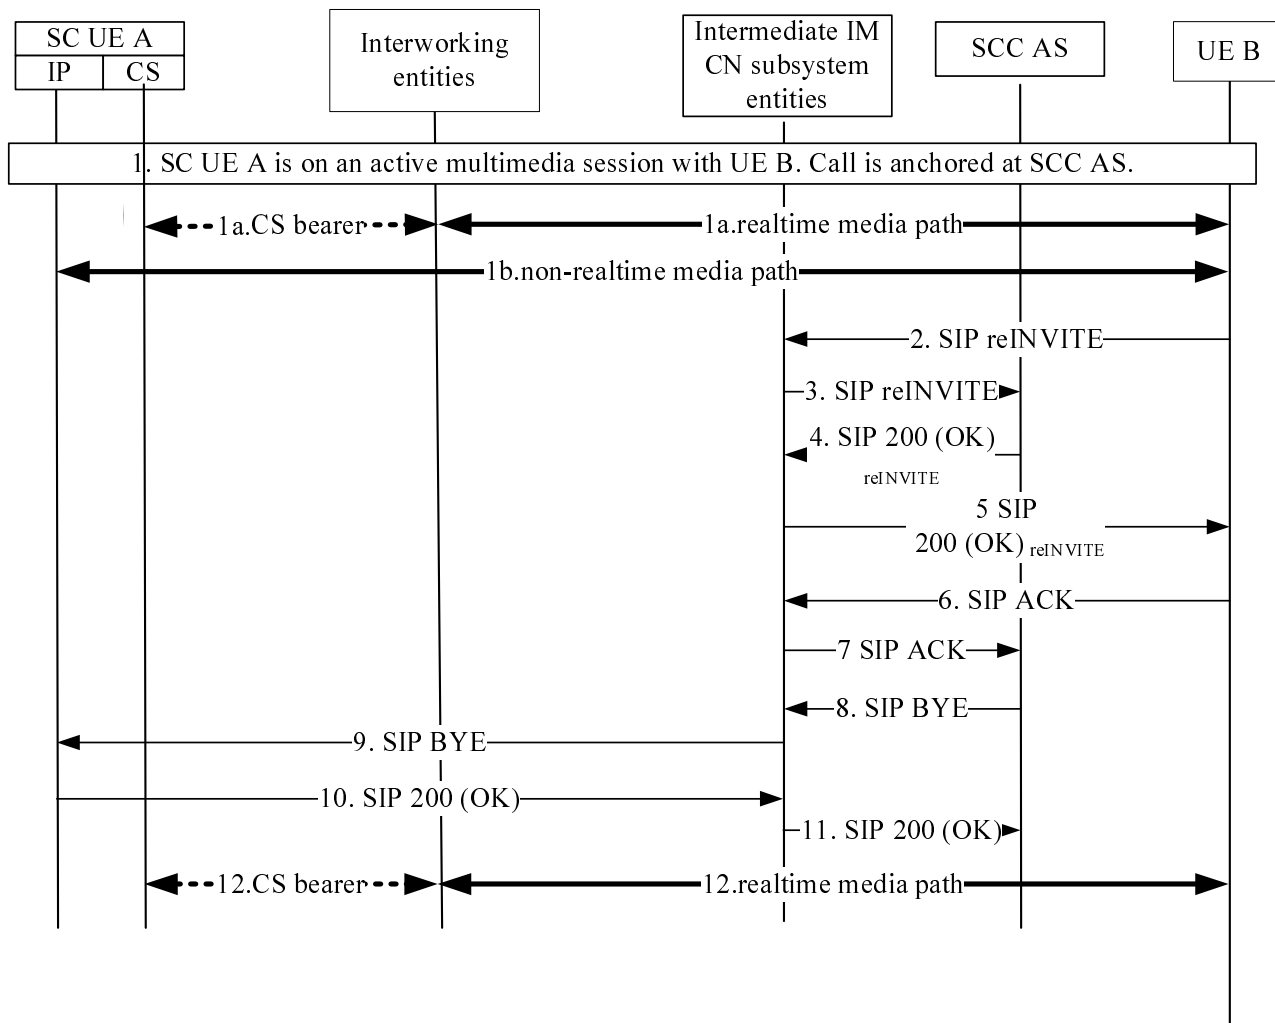 SC UE A
IP
CS
Interworking
entities
Intermediate IM
CN subsystem
entities
SCC AS
UE B
1. SC UE A is on an active multimedia session with UE B. Call is anchored at SCC AS.
1a.CS bearer
1a.realtime media path
1b.non-realtime media path
2. SIP reINVITE
3. SIP reINVITE
4. SIP 200 (OK)
reINVITE
5 SIP
200 (OK) reINVITE
6. SIP ACK
7 SIP ACK
8. SIP BYE
9. SIP BYE
10. SIP 200 (OK)
11. SIP 200 (OK)
12.CS bearer
12.realtime media path